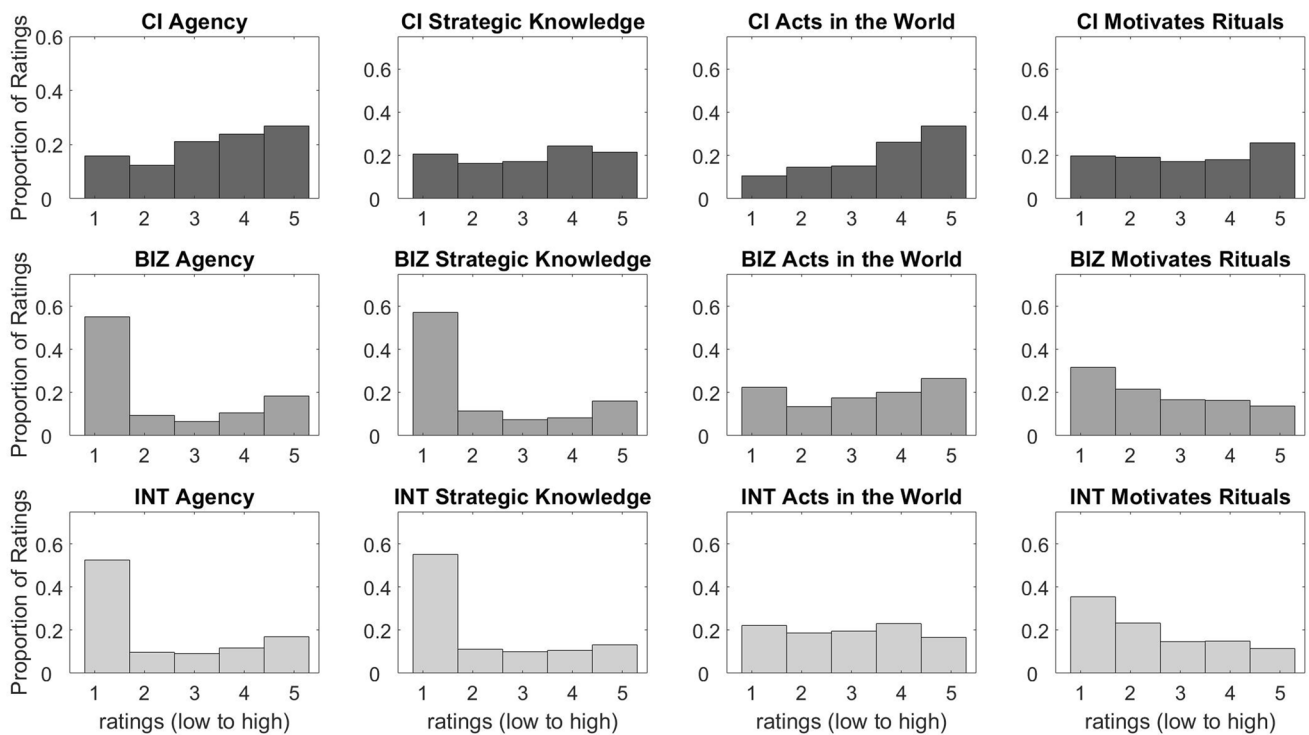 CI Agency CI Strategic Knowledge CI Acts in the World CI Motivates Rituals
Proportion of Ratings
0.6
0.4
0.2
0
1 2 3 4 5
0.6
0.4
0.2
0
1 2 3 4 5
0.6
0.4
0.2
0
1 2 3 4 5
0.6
0.4
0.2
0
1 2 3 4 5
BIZ Agency BIZ Strategic Knowledge BIZ Acts in the World BIZ Motivates Rituals
Proportion of Ratings
0.6
0.4
0.2
0
1 2 3 4 5
0.6
0.4
0.2
0
1 2 3 4 5
0.6
0.4
0.2
0
1 2 3 4 5
0.6
0.4
0.2
0
1 2 3 4 5
INT Agency INT Strategic Knowledge INT Acts in the World INT Motivates Rituals
Proportion of Ratings
0.6
0.4
0.2
0
1 2 3 4 5
0.6
0.4
0.2
0
1 2 3 4 5
0.6
0.4
0.2
0
1 2 3 4 5
0.6
0.4
0.2
0
1 2 3 4 5
ratings (low to high) ratings (low to high) ratings (low to high) ratings (low to high)